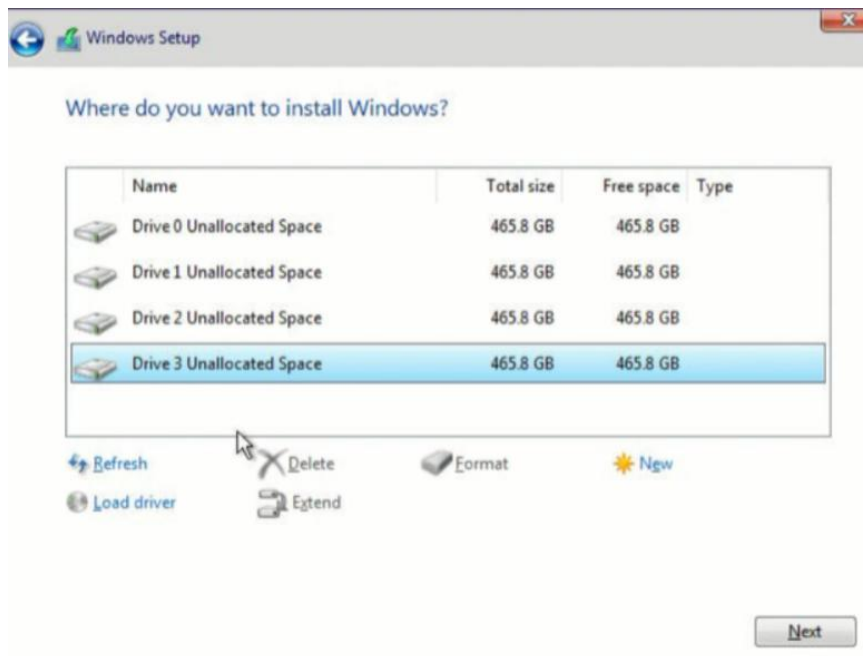 Windows Setup
Where do you want to install Windows?
Name Total size Free space Type
Drive 0 Unallocated Space 465.8 GB 465.8 GB
Drive 1 Unallocated Space 465.8 GB 465.8 GB
Drive 2 Unallocated Space 465.8 GB 465.8 GB
Drive 3 Unallocated Space 465.8 GB 465.8 GB
Refresh Delete Format New
Load driver Extend
Next